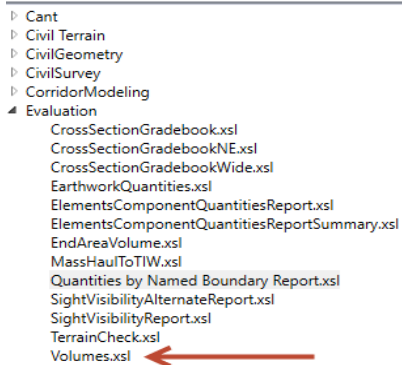 Cant
Civil Terrain
CivilGeometry
CivilSurvey
CorridorModeling
Evaluation
CrossSectionGradebook.xsl
CrossSectionGradebookNE.xsl
CrossSectionGradebookWide.xsl
EarthworkQuantities.xsl
ElementsComponentQuantitiesReport.xsl
ElementsComponentQuantitiesReportSummary.xsl
EndAreaVolume.xsl
MassHaulToTIW.xsl
Quantities by Named Boundary Report.xsl
SightVisibilityAlternateReport.xsl
SightVisibilityReport.xsl
TerrainCheck.xsl
Volumes.xsl